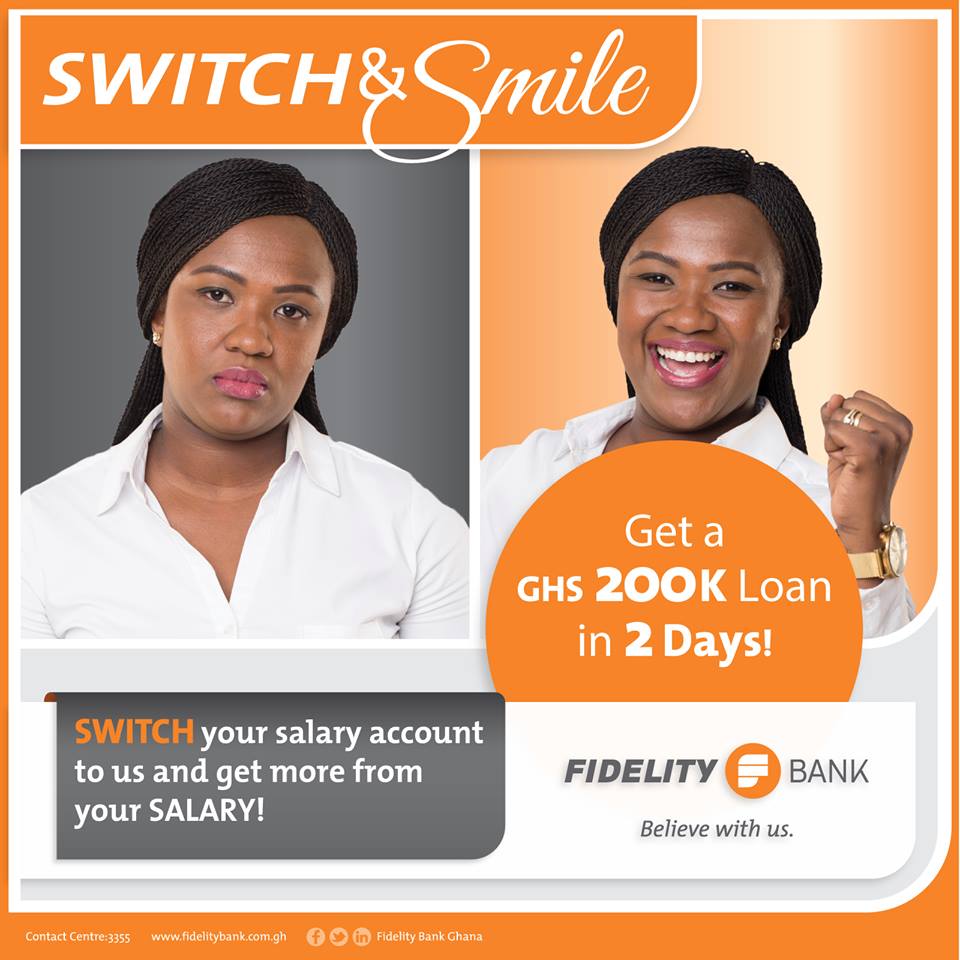 SWITCH & Smile
Get a
GHS 200K Loan
in 2 Days!
SWITCH your salary account
to us and get more from
your SALARY!
FIDELITY BANK
Believe with us.
Contact Centre:3355 www.fidelitybank.com.gh Fidelity Bank Ghana